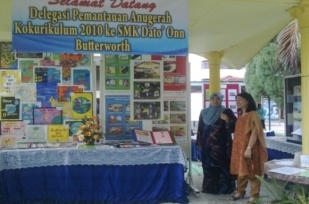 Selamat Datang
Delegasi Pemantauan Anugerah
Kokurikulum 2010 ke SMK Dato' Onn
Butterworth